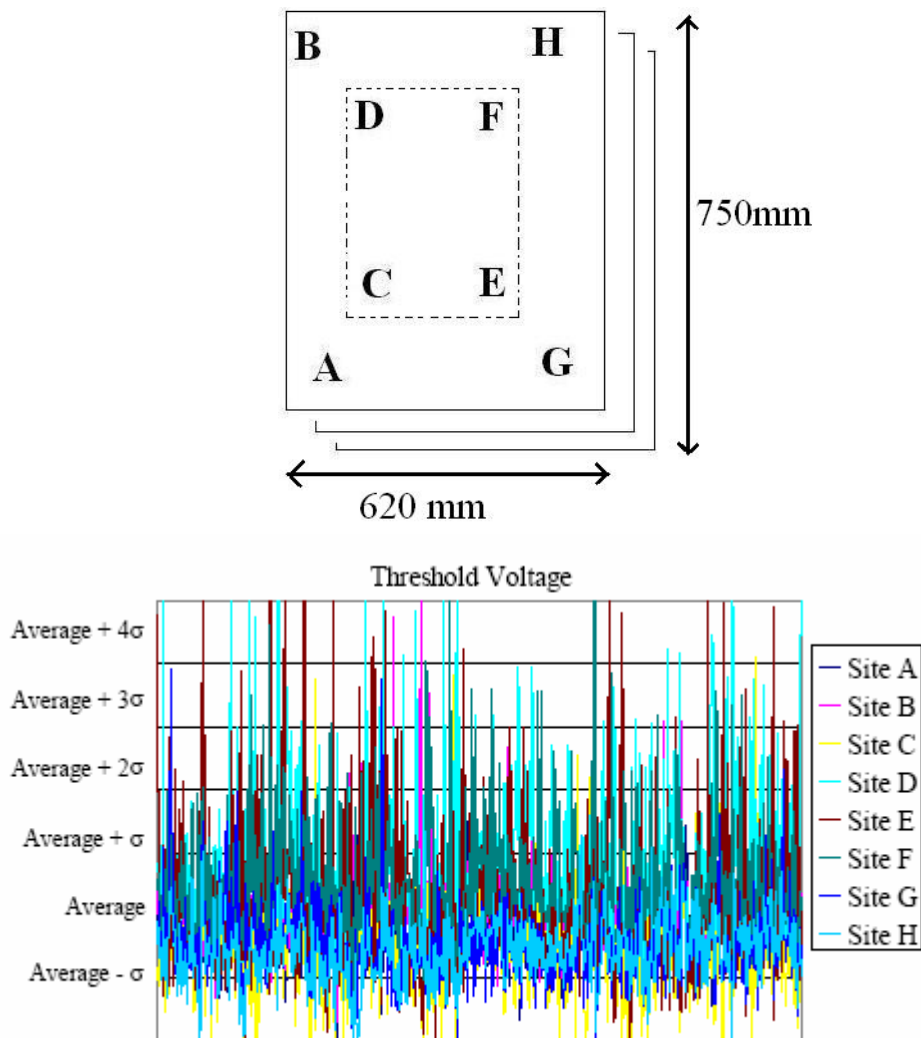 B H
D F
750mm
C E
A G
620 mm
Threshold Voltage
Average + 4σ
Average + 3σ
Average + 2σ
Average + σ
Average
Average - σ
Site A
Site B
Site C
Site D
Site E
Site F
Site G
Site H